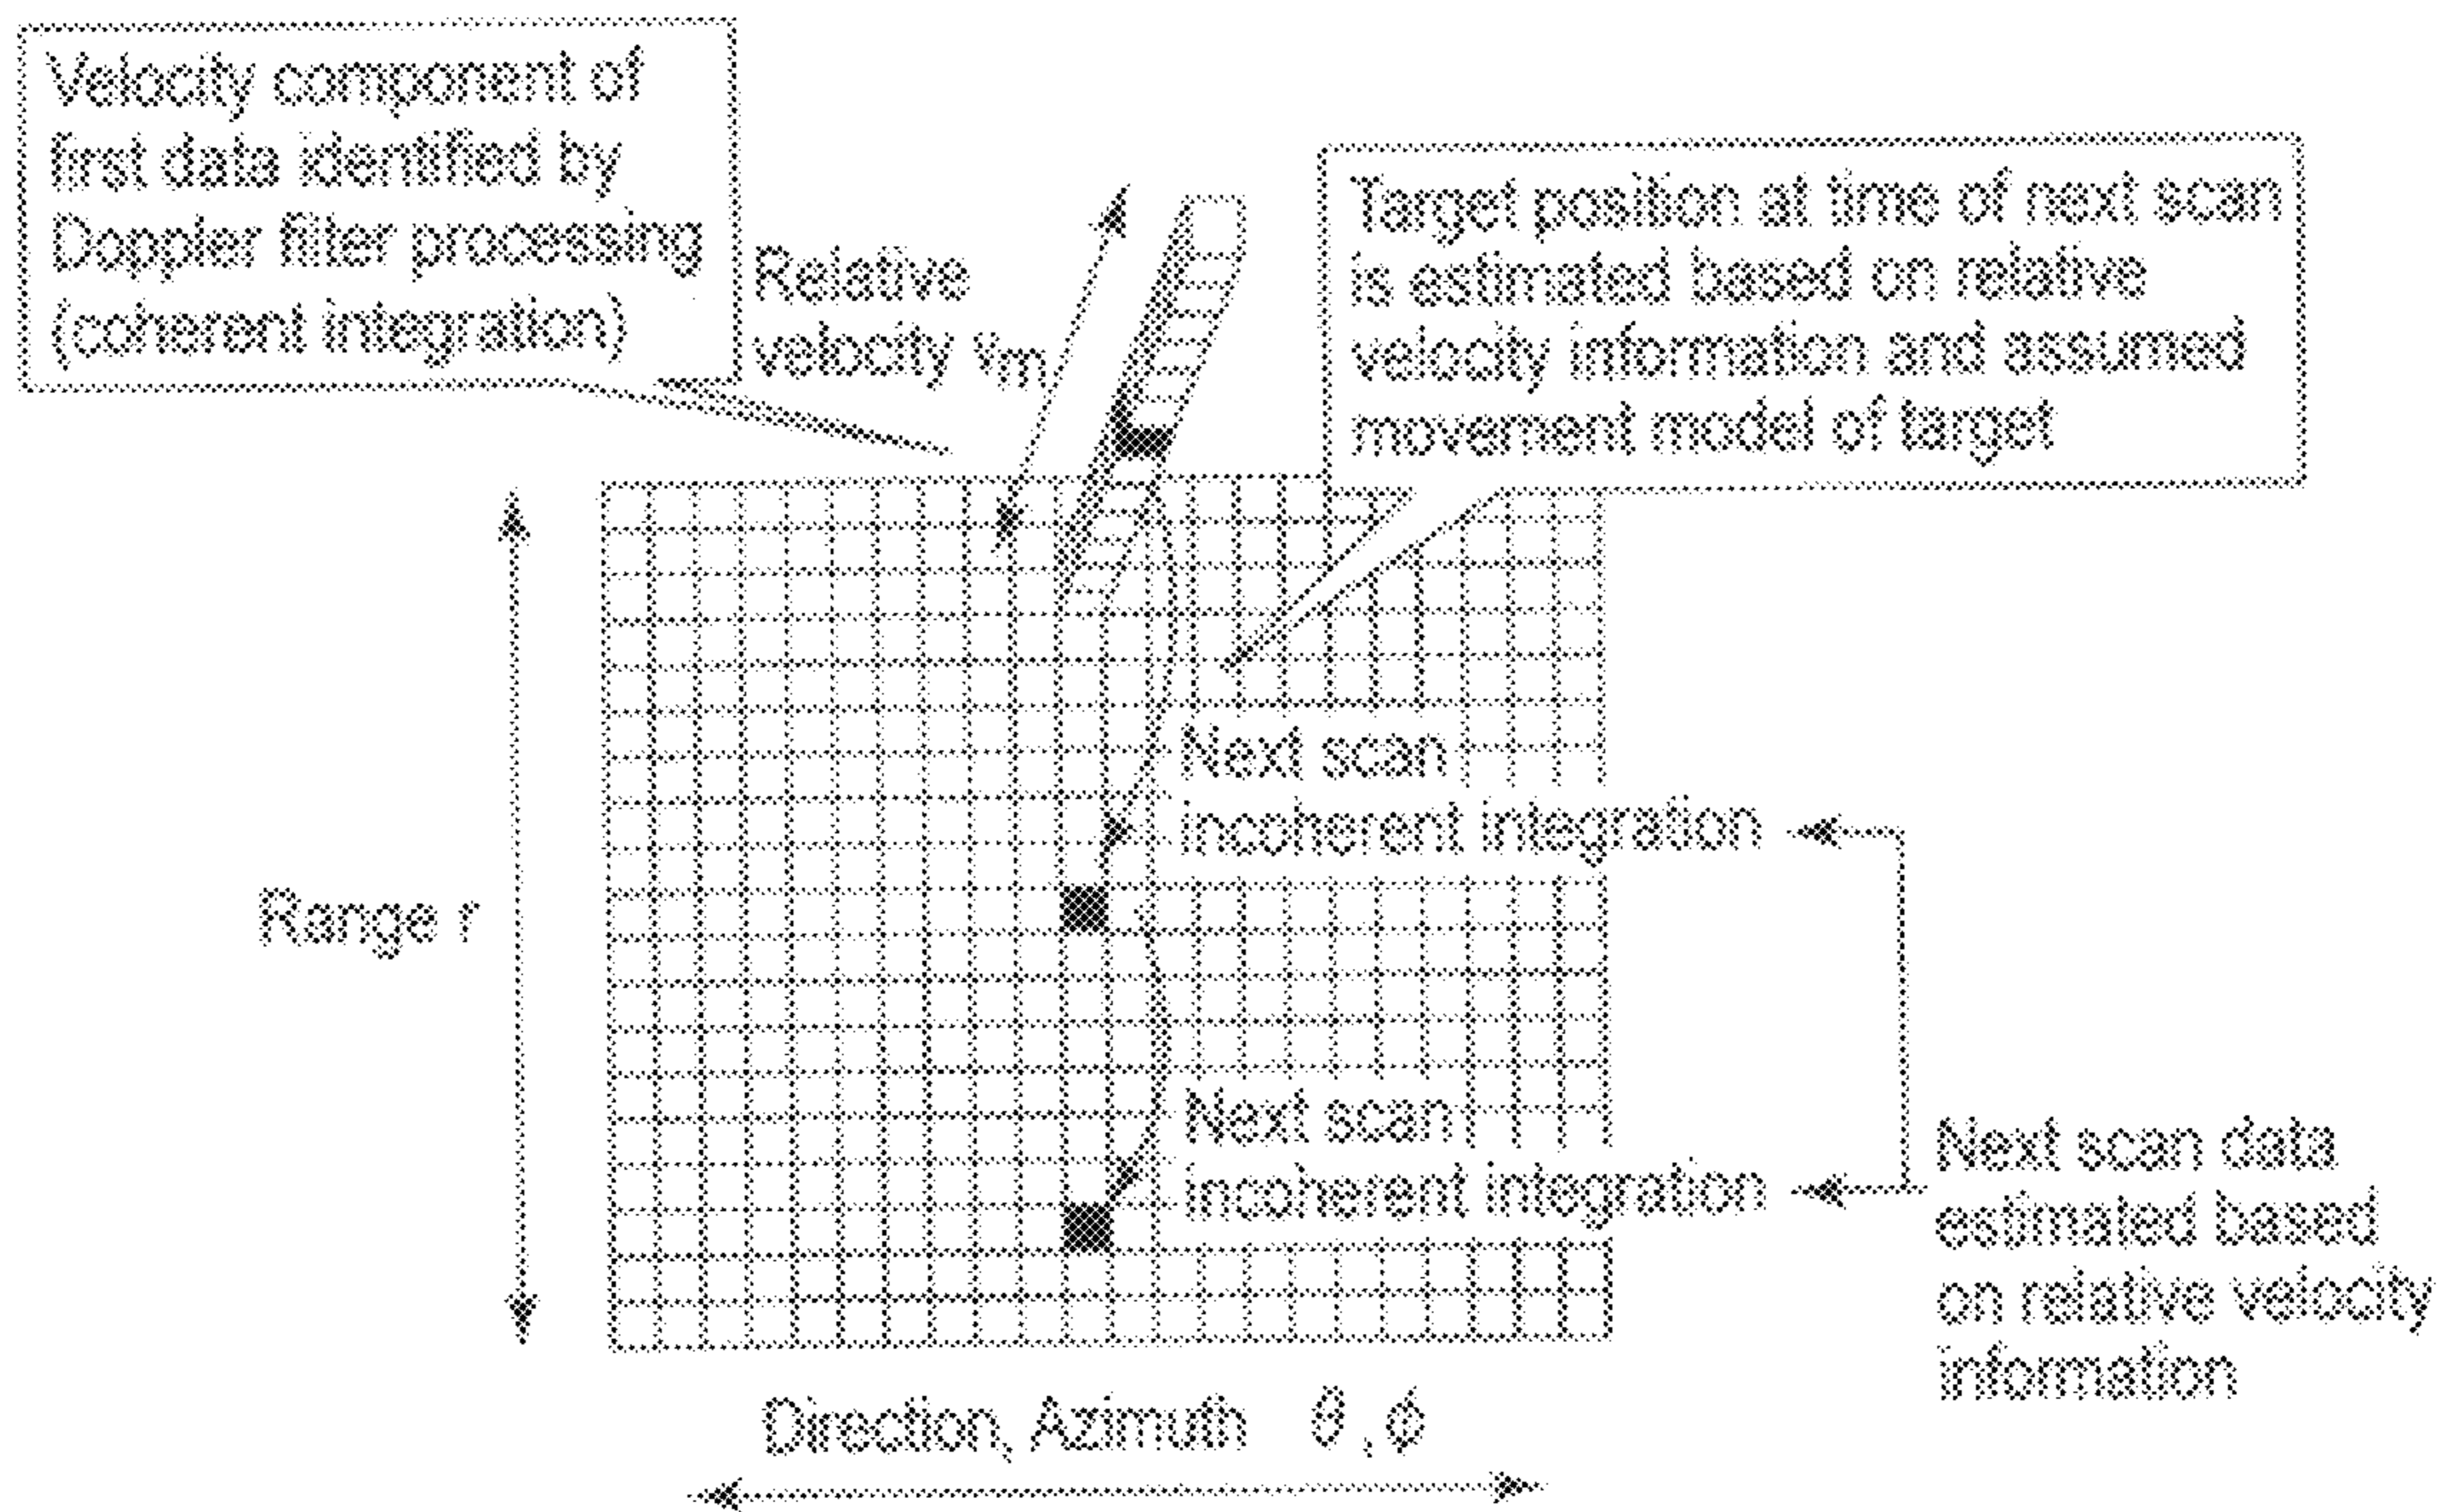 Velocity component of
first data identified by
Doppler filter processing
(coherent integration)
Relative
velocity vm
Target position at time of next scan
is estimated based on relative
velocity information and assumed
movement model of target
Range r
Next scan
incoherent integration
Next scan
incoherent integration
Next scan data
estimated based
on relative velocity
information
Direction, Azimuth θ , ϕ